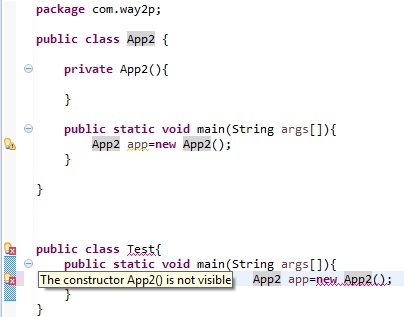 package com.way2p;
public class App2 {
private App2(){
}
public static void main(String args[]){
App2 app=new App2();
}
}
public class Test{
public static void main(String args[]){
The constructor App2() is not visible App2 app=new App2();
}
}